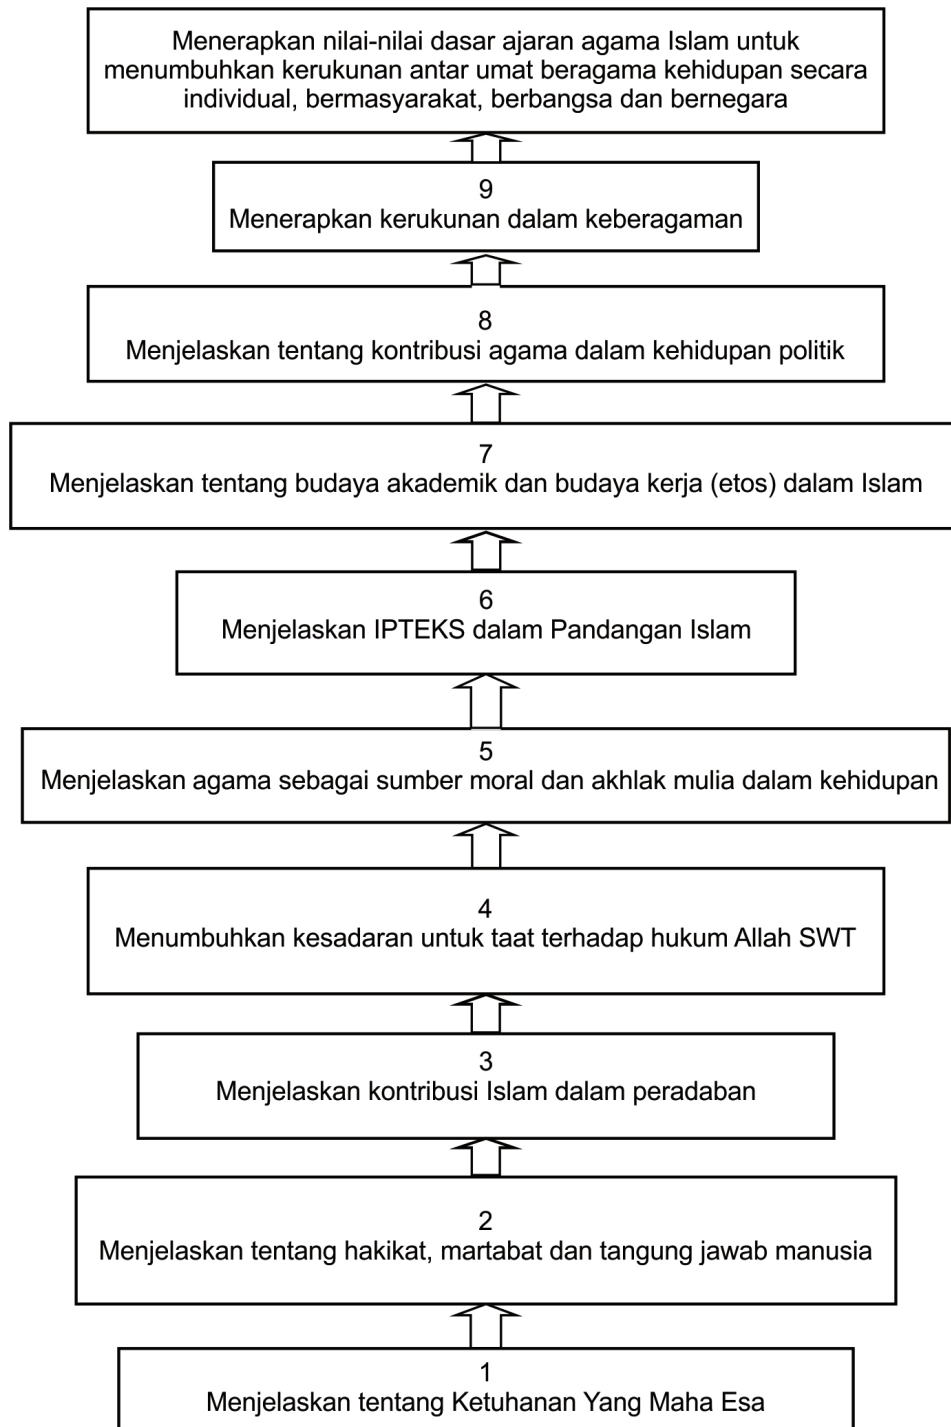 Menerapkan nilai-nilai dasar ajaran agama Islam untuk
menumbuhkan kerukunan antar umat beragama kehidupan secara
individual, bermasyarakat, berbangsa dan bernegara
9
Menerapkan kerukunan dalam keberagaman
8
Menjelaskan tentang kontribusi agama dalam kehidupan politik
7
Menjelaskan tentang budaya akademik dan budaya kerja (etos) dalam Islam
6
Menjelaskan IPTEKS dalam Pandangan Islam
5
Menjelaskan agama sebagai sumber moral dan akhlak mulia dalam kehidupan
4
Menumbuhkan kesadaran untuk taat terhadap hukum Allah SWT
3
Menjelaskan kontribusi Islam dalam peradaban
2
Menjelaskan tentang hakikat, martabat dan tangung jawab manusia
1
Menjelaskan tentang Ketuhanan Yang Maha Esa